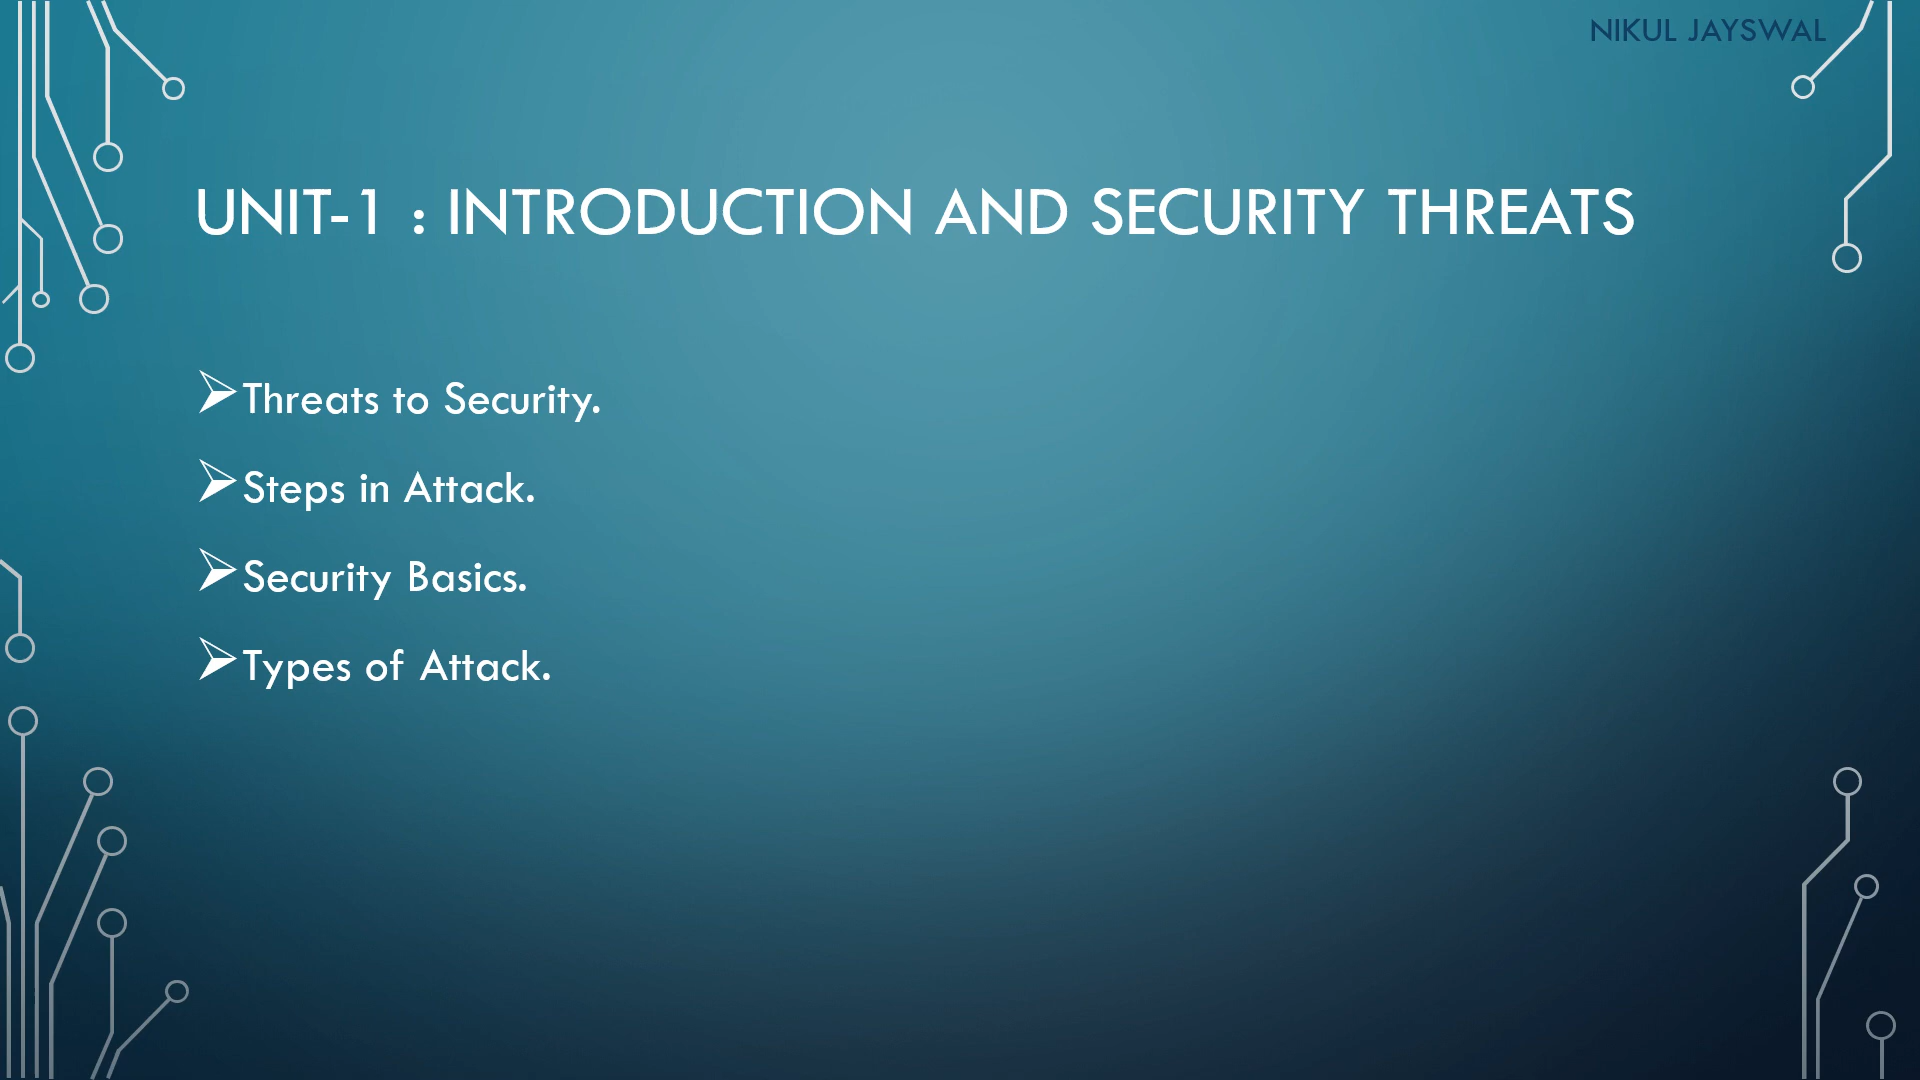 NIKUL JAYSWAL
UNIT-1 : INTRODUCTION AND SECURITY THREATS
➢Threats to Security.
➢Steps in Attack.
➢Security Basics.
➢Types of Attack.